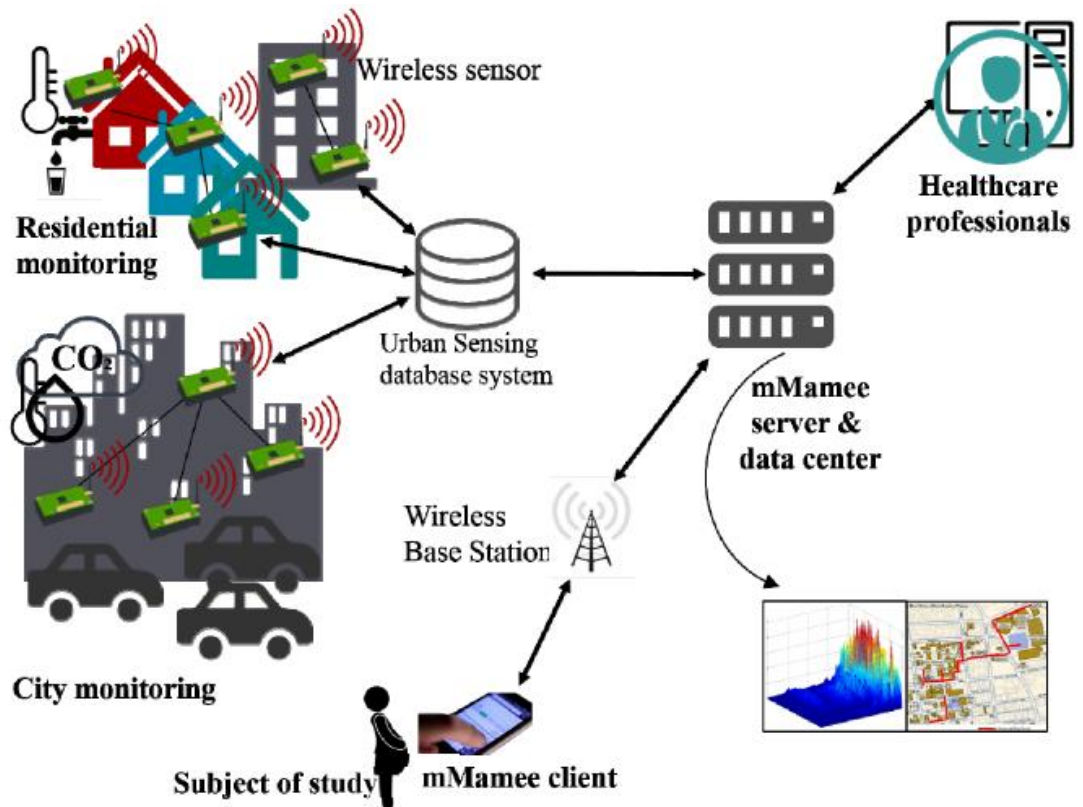 Wireless sensor
Residential
monitoring
Healthcare
professionals
CO₂
Urban Sensing
database system
mMamee
server &
data center
Wireless
Base Station
City monitoring
Subject of study
mMamee client